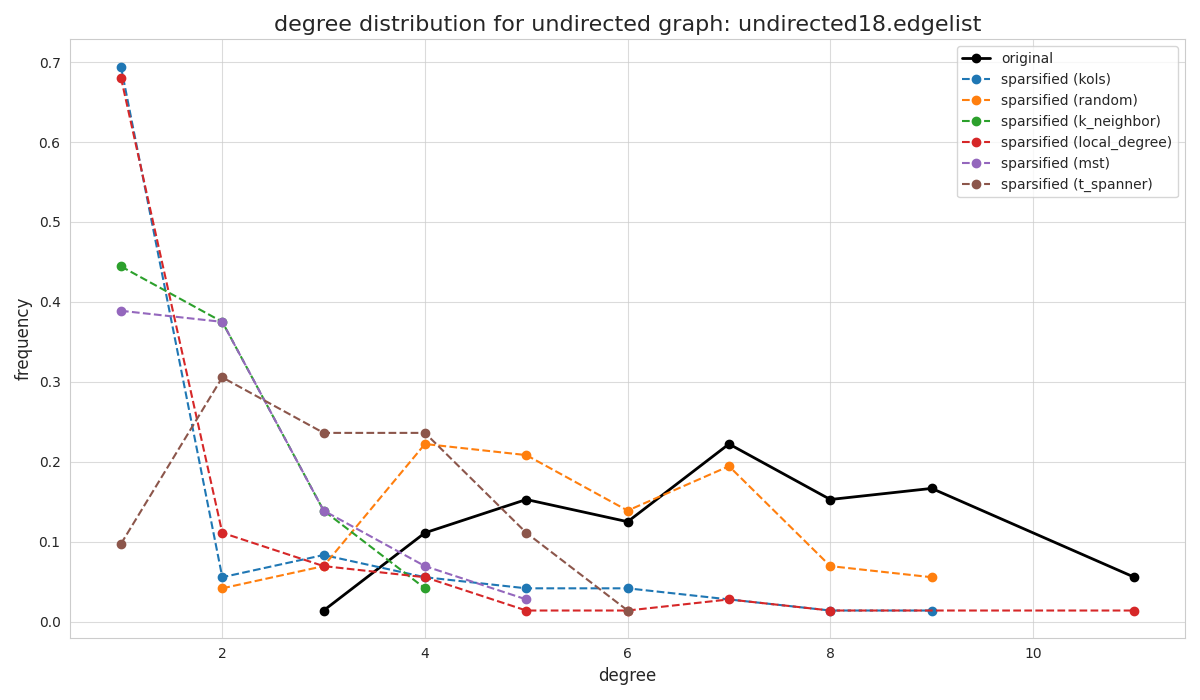 degree distribution for undirected graph: undirected18.edgelist
original
sparsified (kols)
sparsified (random)
sparsified (k_neighbor)
sparsified (local_degree)
sparsified (mst)
sparsified (t_spanner)
0.7
0.6
0.5
0.4
0.3
0.2
0.1
0.0
frequency
2
4
6
8
10
degree